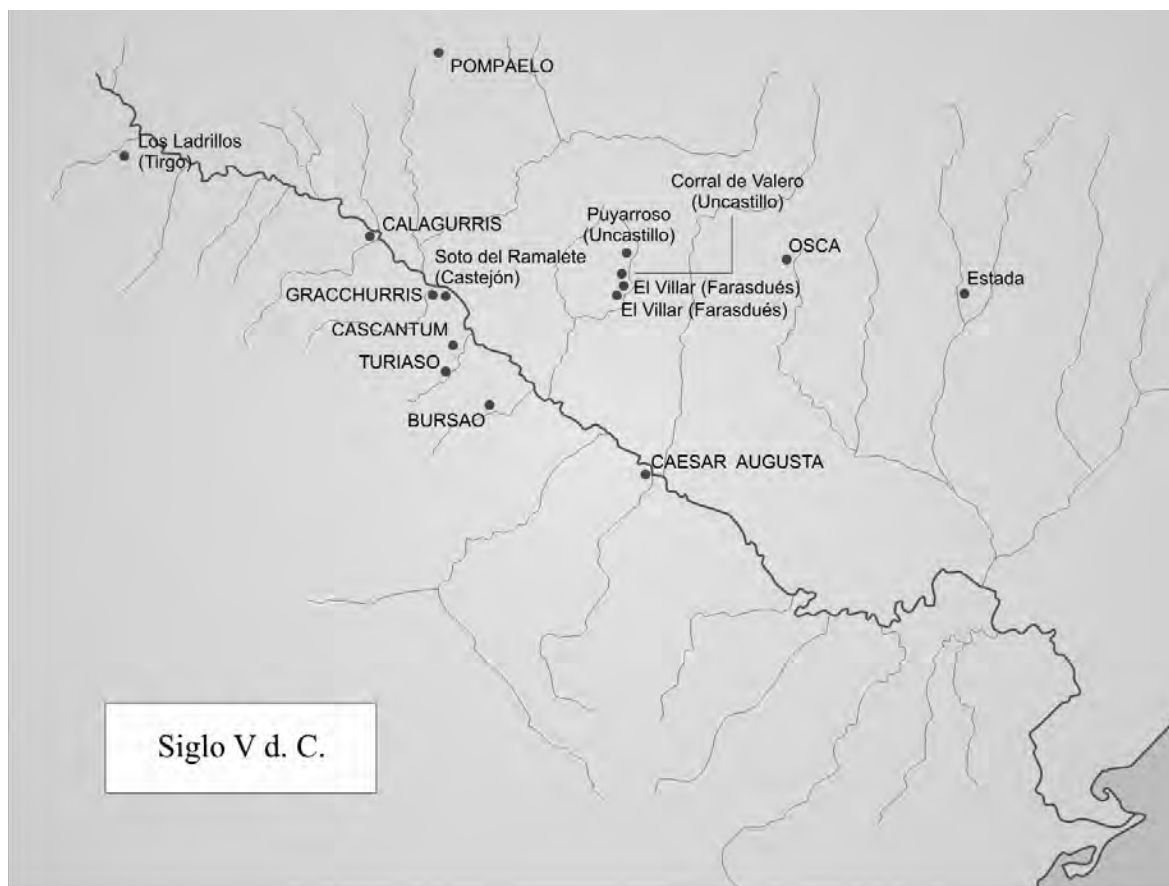 POMPAELO
Los Ladrillos
(Tirgo)
Corral de Valero
(Uncastillo)
Puyarroso
(Uncastillo)
CALAGURRIS
OSCA
Soto del Ramalete
(Castejón)
El Villar (Farasdués)
Estada
GRACCHURRIS
El Villar (Farasdués)
CASCANTUM
TURIASO
BURSAO
CAESAR AUGUSTA
Siglo V d. C.